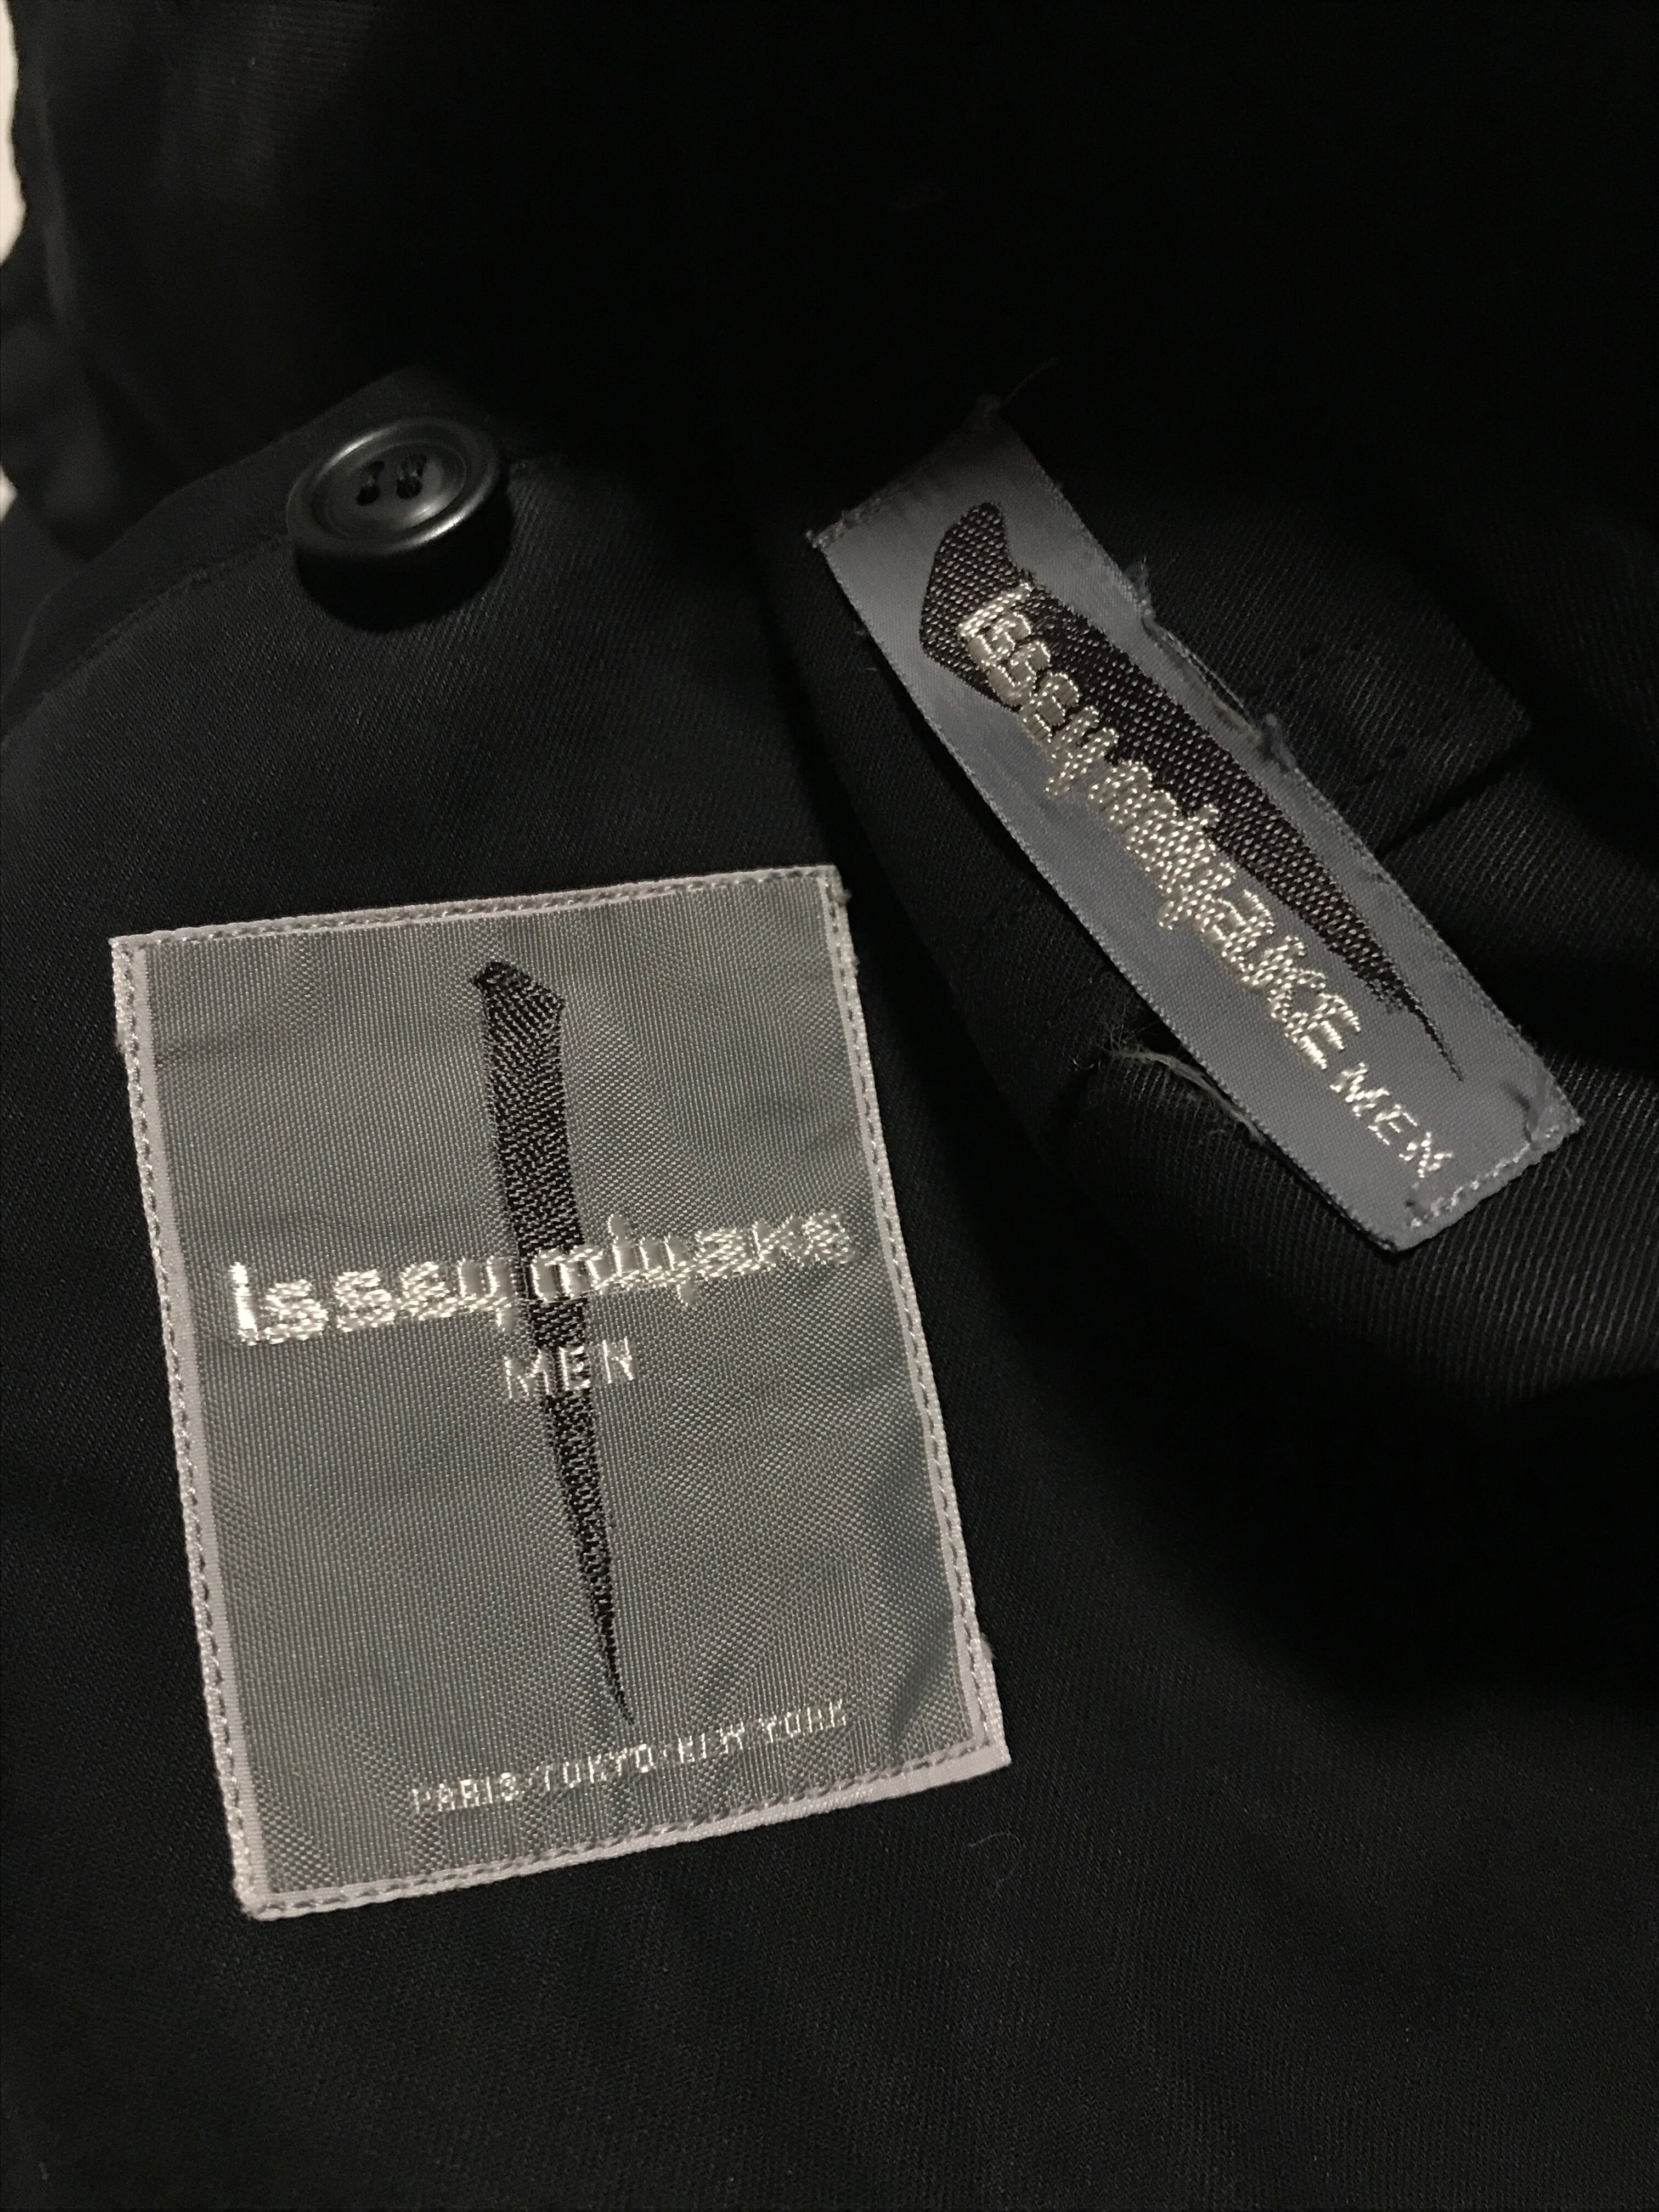 issey miyake
MEN
PARIS·TOKYO·NEW YORK
issey miyake MEN